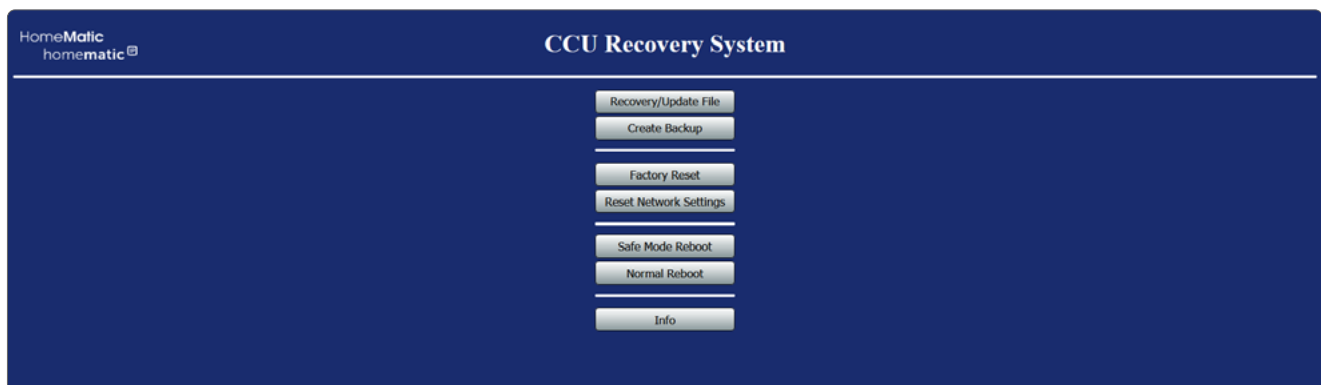 HomeMatic
homematic IP
CCU Recovery System
Recovery/Update File
Create Backup
Factory Reset
Reset Network Settings
Safe Mode Reboot
Normal Reboot
Info